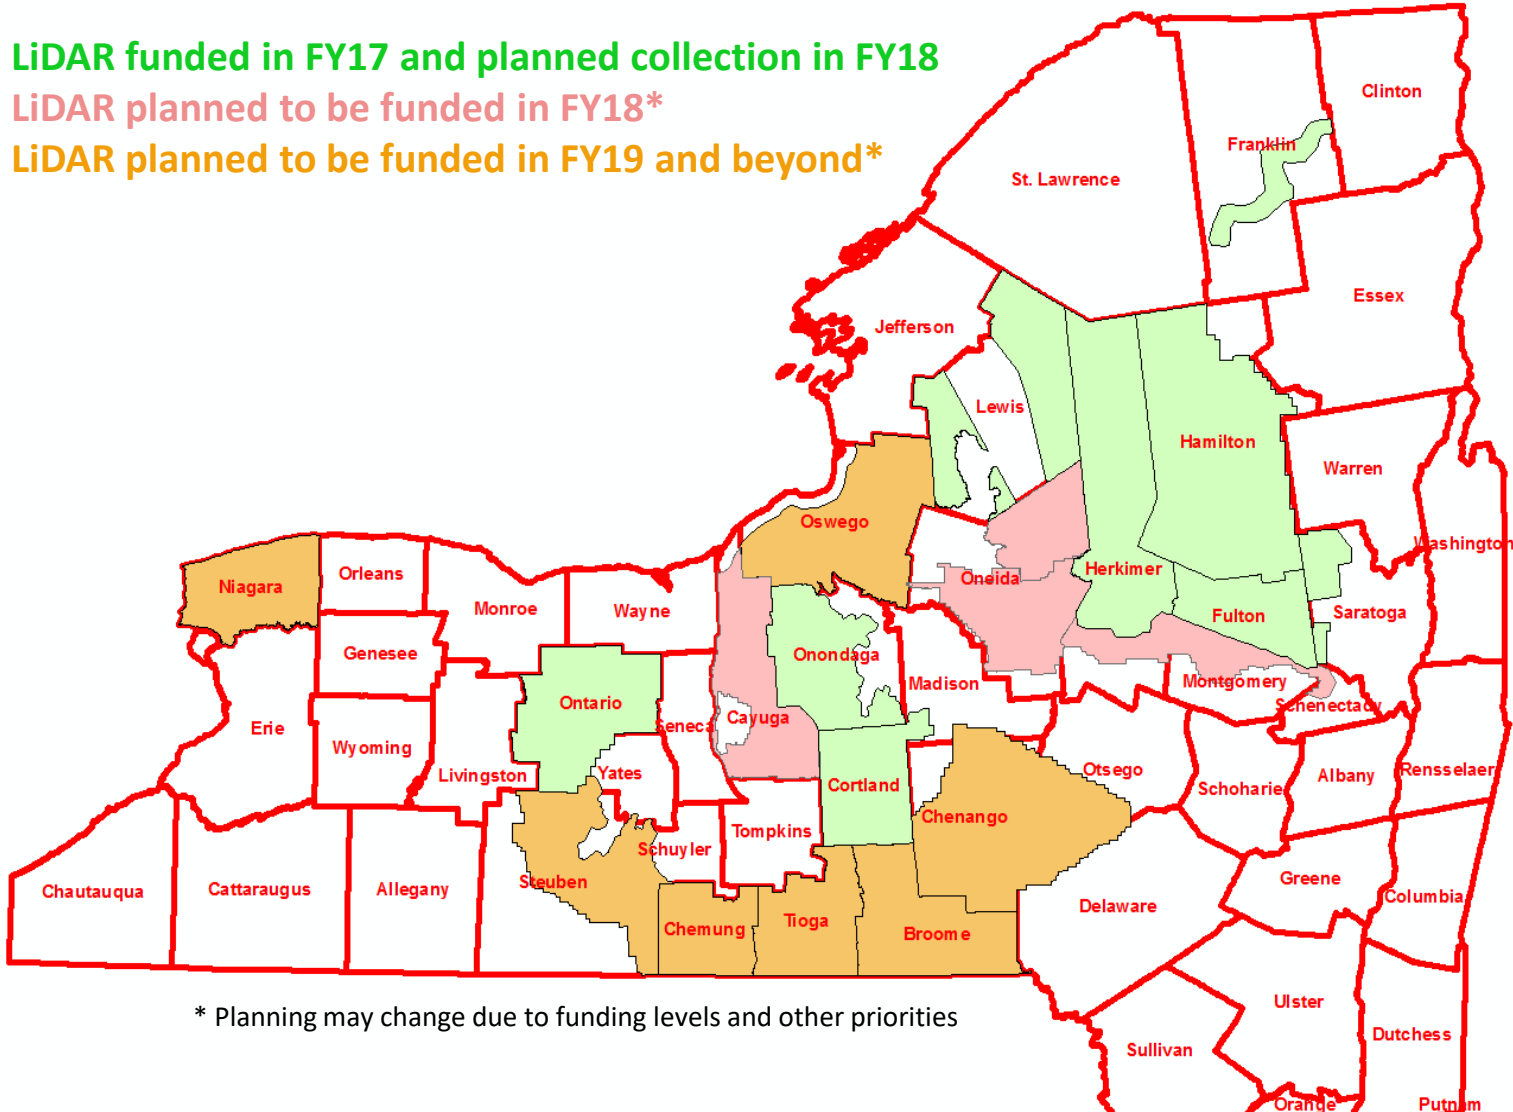 LiDAR funded in FY17 and planned collection in FY18
LiDAR planned to be funded in FY18*
LiDAR planned to be funded in FY19 and beyond*
Clinton
Franklin
St. Lawrence
Essex
Jefferson
Lewis
Hamilton
Warren
Oswego
Washington
Niagara
Orleans
Oneida
Herkimer
Monroe
Wayne
Fulton
Saratoga
Genesee
Onondaga
Madison
Montgomery
Ontario
Schenectady
Erie
Seneca
Cayuga
Wyoming
Livingston
Yates
Otsego
Albany
Rensselaer
Cortland
Schoharie
Chenango
Tompkins
Schuyler
Chautauqua
Cattaraugus
Allegany
Steuben
Greene
Columbia
Delaware
Chemung
Tioga
Broome
Ulster
* Planning may change due to funding levels and other priorities
Dutchess
Sullivan
Orange
Putnam